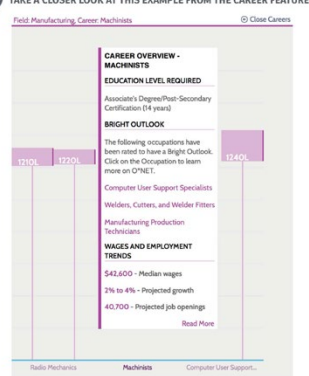 TAKE A CLOSER LOOK AT THIS EXAMPLE FROM THE CAREER FEATURE
Field: Manufacturing, Career: Machinists
Close Careers
CAREER OVERVIEW -
MACHINISTS
EDUCATION LEVEL REQUIRED
Associate's Degree/Post-Secondary
Certification (14 years)
BRIGHT OUTLOOK
The following occupations have
been rated to have a Bright Outlook.
Click on the Occupation to learn
more on O*NET.
Computer User Support Specialists
Welders, Cutters, and Welder Fitters
Manufacturing Production
Technicians
WAGES AND EMPLOYMENT
TRENDS
$42,600 - Median wages
2% to 4% - Projected growth
40,700 - Projected job openings
Read More
1210L
1220L
1240L
Radio Mechanics
Machinists
Computer User Support...